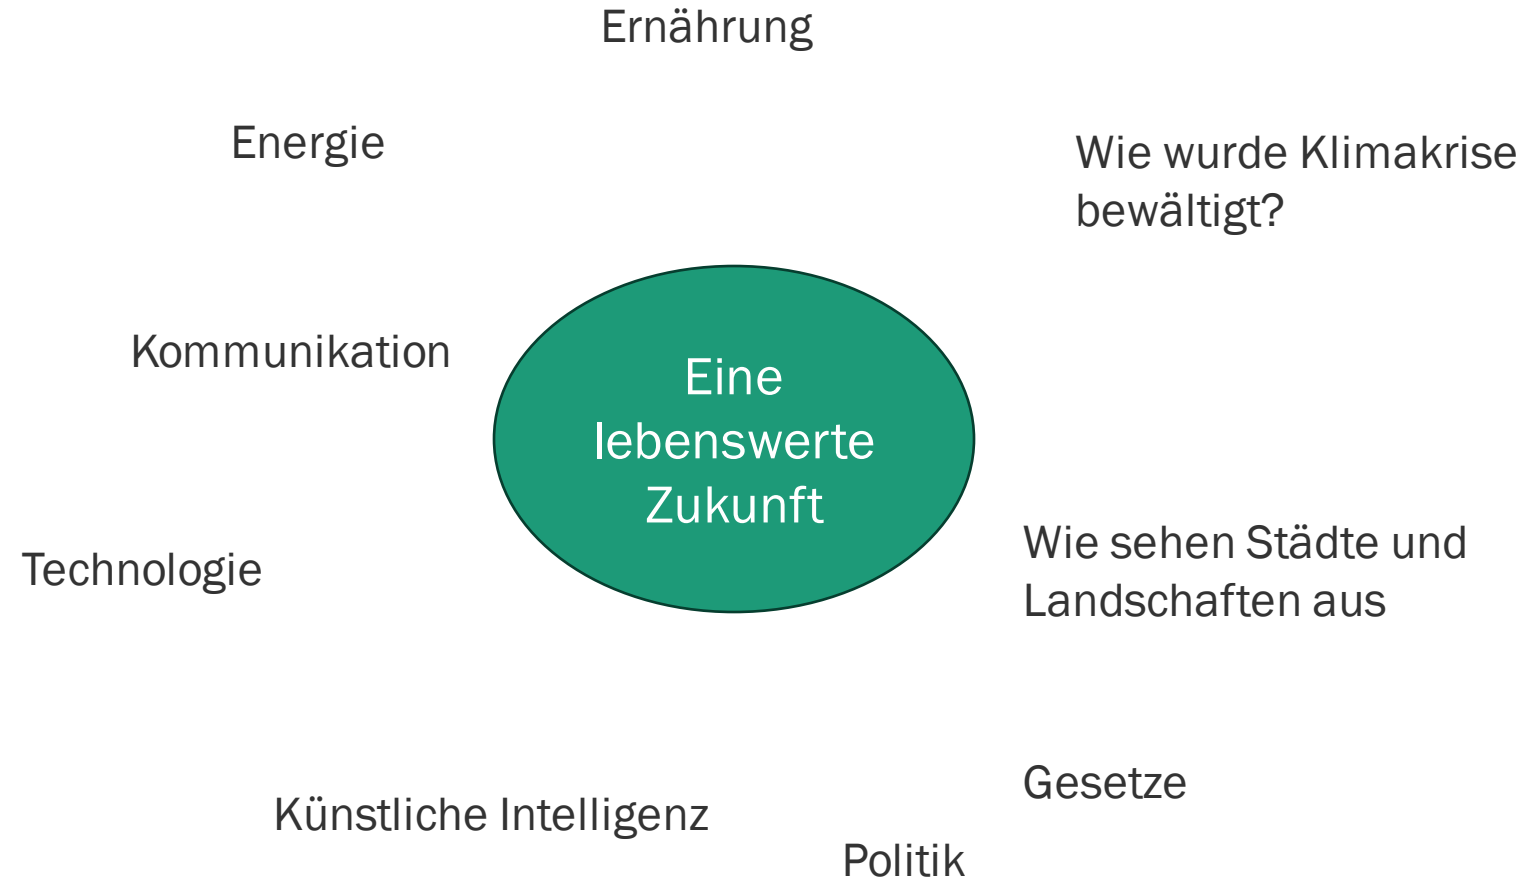 Ernährung
Energie
Wie wurde Klimakrise
bewältigt?
Kommunikation
Eine
lebenswerte
Zukunft
Technologie
Wie sehen Städte und
Landschaften aus
Gesetze
Künstliche Intelligenz
Politik